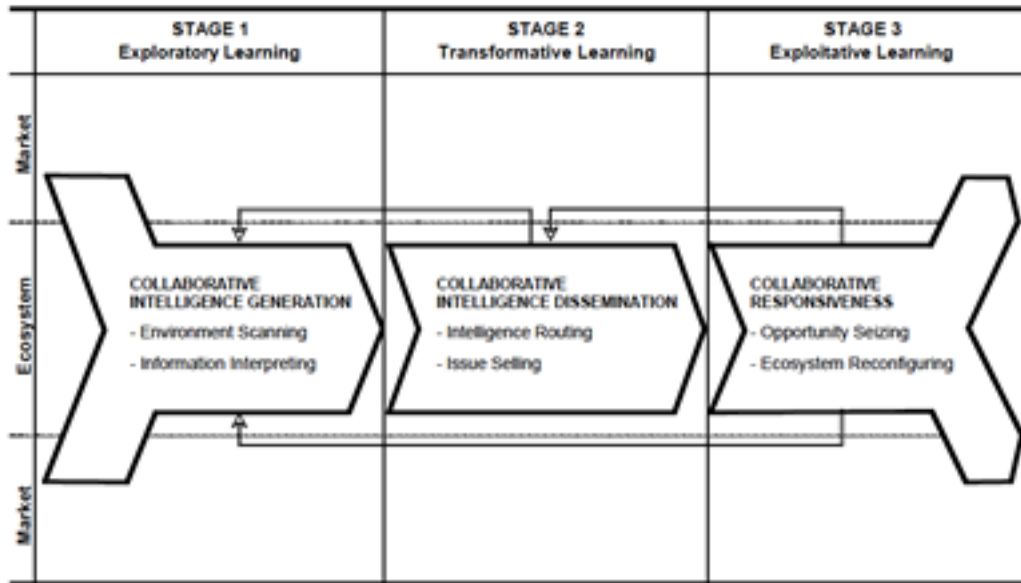 STAGE 1
Exploratory Learning
STAGE 2
Transformative Learning
STAGE 3
Exploitative Learning
Market
Ecosystem
Market
COLLABORATIVE
INTELLIGENCE GENERATION
- Environment Scanning
- Information Interpreting
COLLABORATIVE
INTELLIGENCE DISSEMINATION
- Intelligence Routing
- Issue Selling
COLLABORATIVE
RESPONSIVENESS
- Opportunity Seizing
- Ecosystem Reconfiguring